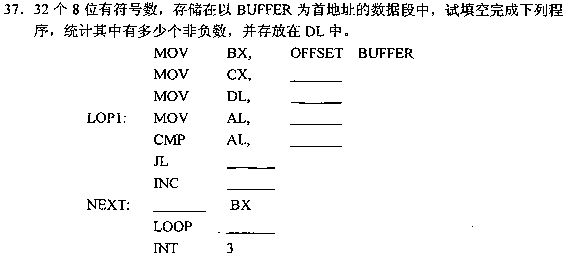 37. 32 个 8 位有符号数，存储在以 BUFFER 为首地址的数据段中，试填空完成下列程
序，统计其中有多少个非负数，并存放在 DL 中。
MOV BX, OFFSET BUFFER
MOV CX, ______
MOV DL, ______
LOP1: MOV AL, ______
CMP AL, ______
JL ______
INC ______
NEXT: ______ BX
LOOP ______
INT 3